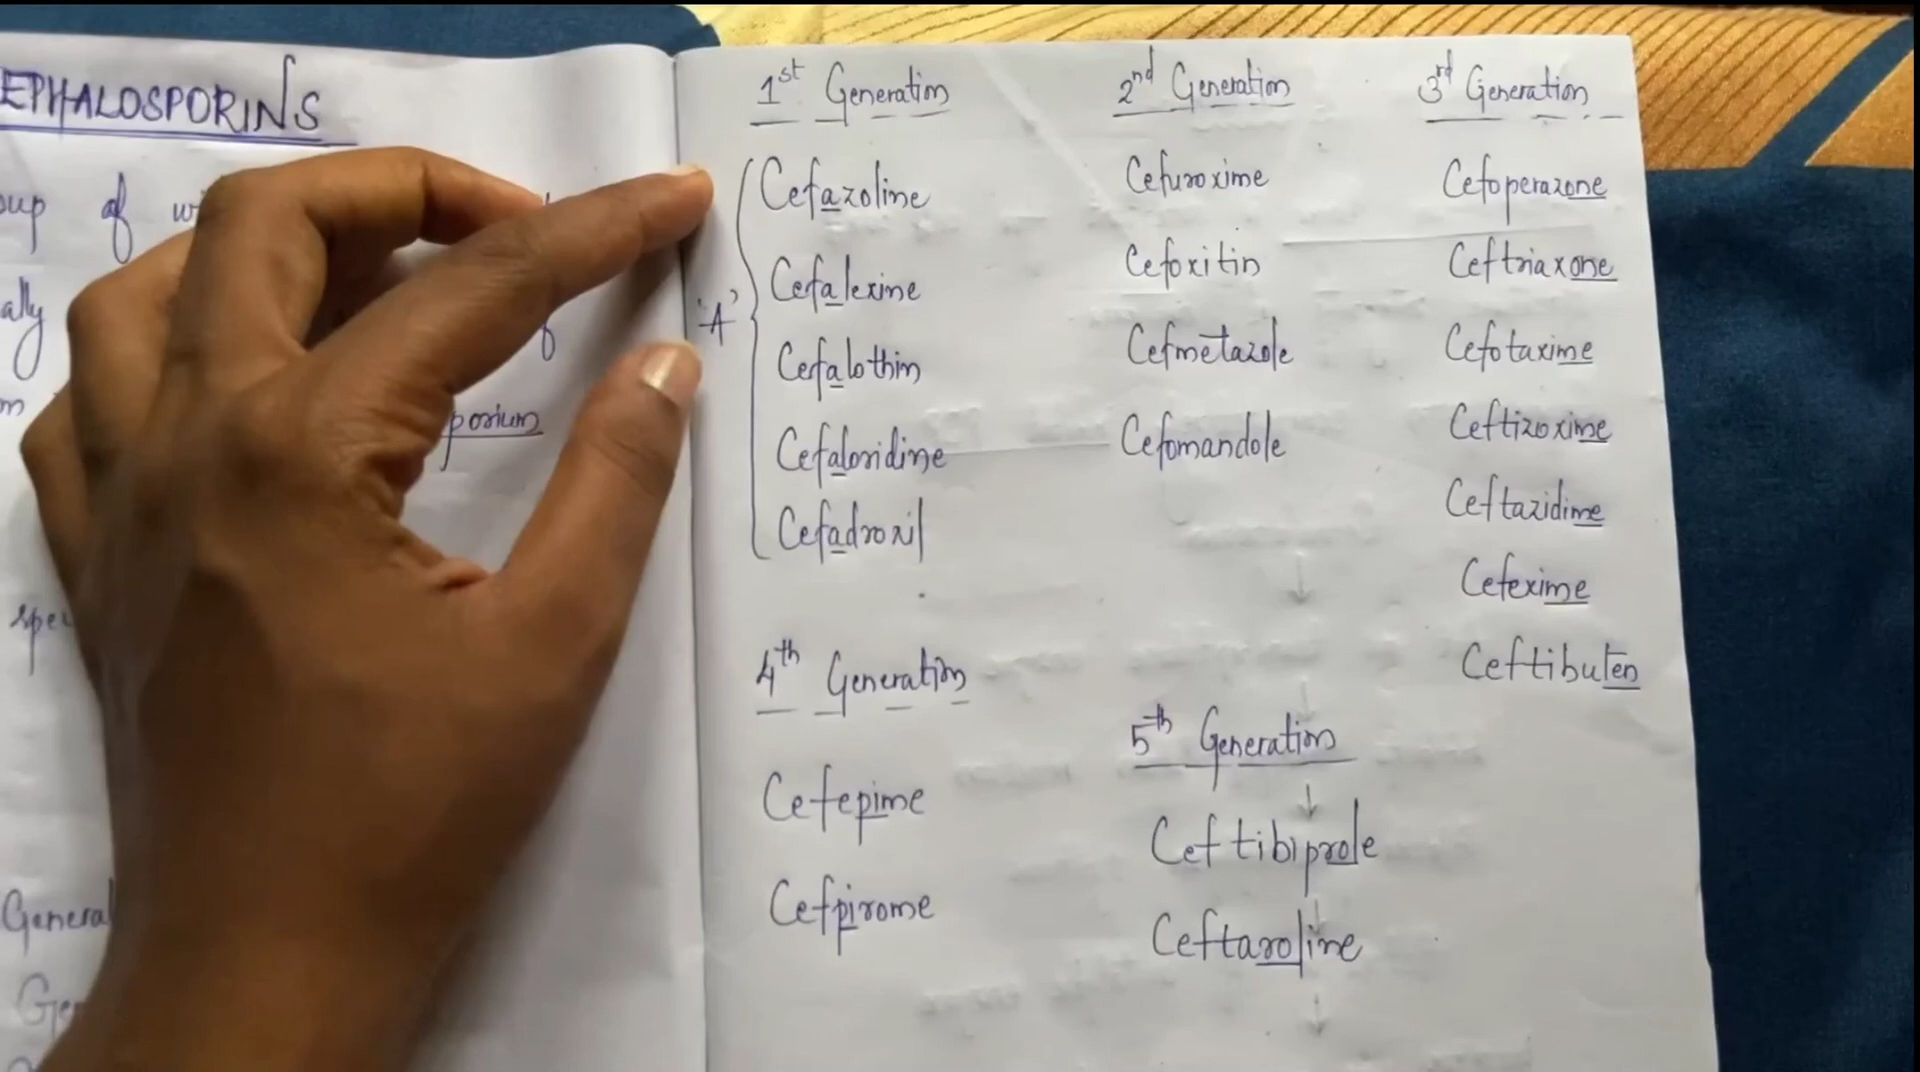 EPHALOSPORINS
oup of
ally
porium
General
1st Generation
'A'
Cefazoline
Cefalexine
Cefalothin
Cefaloridine
Cefadroxil
2nd Generation
Cefuroxime
Cefoxitin
Cefmetazole
Cefomandole
3rd Generation
Cefoperazone
Ceftriaxone
Cefotaxime
Ceftizoxime
Ceftazidime
Cefexime
Ceftibuten
4th Generation
Cefepime
Cefpirome
5th Generation
Ceftibiprole
Ceftaroline